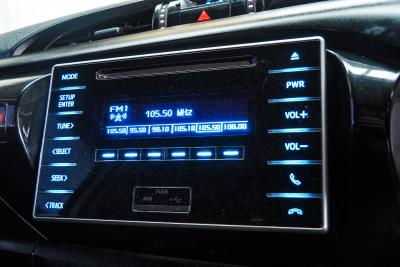 MODE
SETUP
ENTER
TUNE>
<SELECT
SEEK>
<TRACK
FM1
105.50 MHz
105.50 95.50 98.10 105.10 105.50 108.00
PUSH
AUX
PWR
VOL+
VOL−